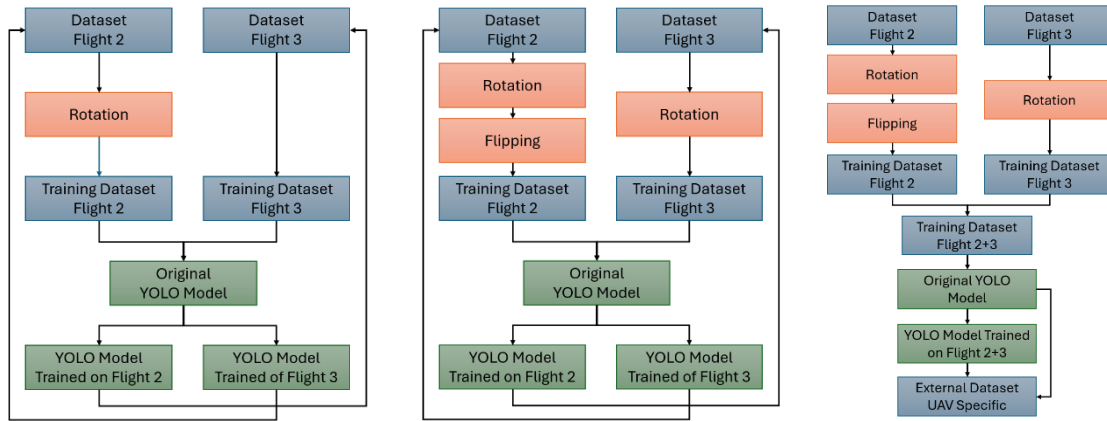 Dataset
Flight 2
Dataset
Flight 3
Rotation
Training Dataset
Flight 2
Training Dataset
Flight 3
Original
YOLO Model
YOLO Model
Trained on Flight 2
YOLO Model
Trained of Flight 3
Dataset
Flight 2
Dataset
Flight 3
Rotation
Flipping
Rotation
Training Dataset
Flight 2
Training Dataset
Flight 3
Original
YOLO Model
YOLO Model
Trained on Flight 2
YOLO Model
Trained of Flight 3
Dataset
Flight 2
Dataset
Flight 3
Rotation
Flipping
Rotation
Training Dataset
Flight 2
Training Dataset
Flight 3
Training Dataset
Flight 2+3
Original YOLO
Model
YOLO Model Trained
on Flight 2+3
External Dataset
UAV Specific